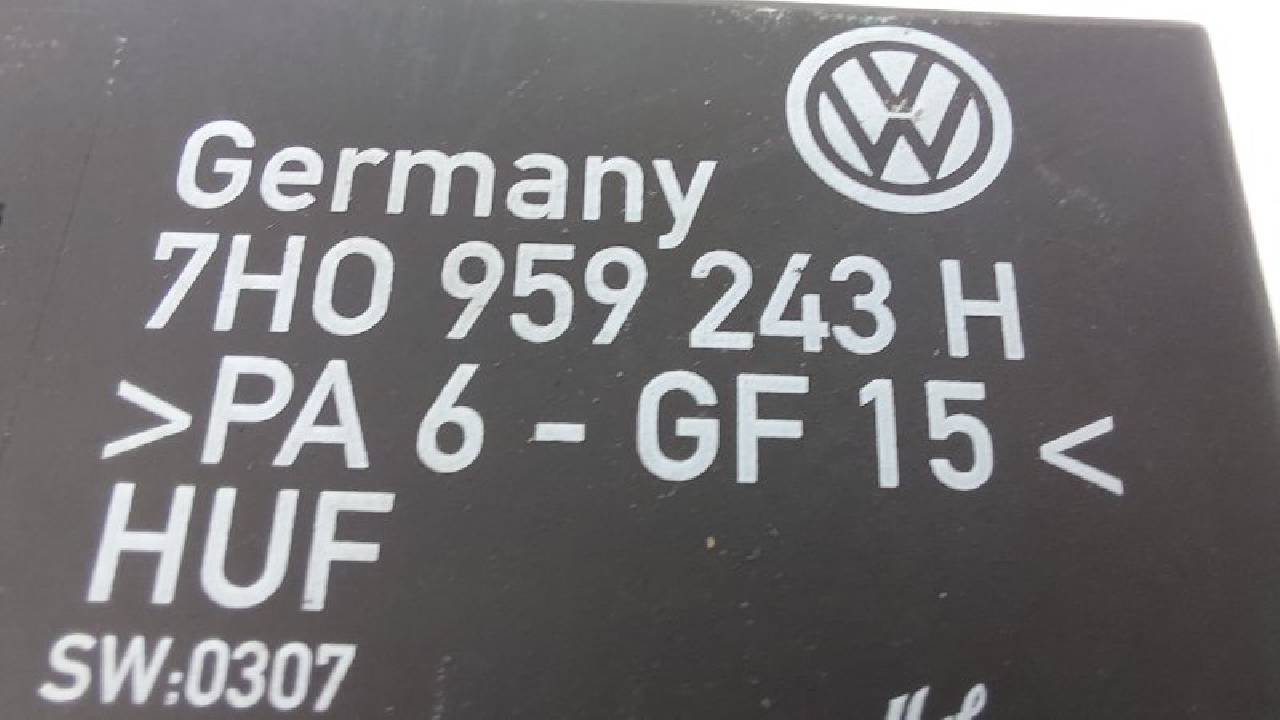 Germany
7H0 959 243 H
>PA 6 - GF 15<
HUF
SW:0307